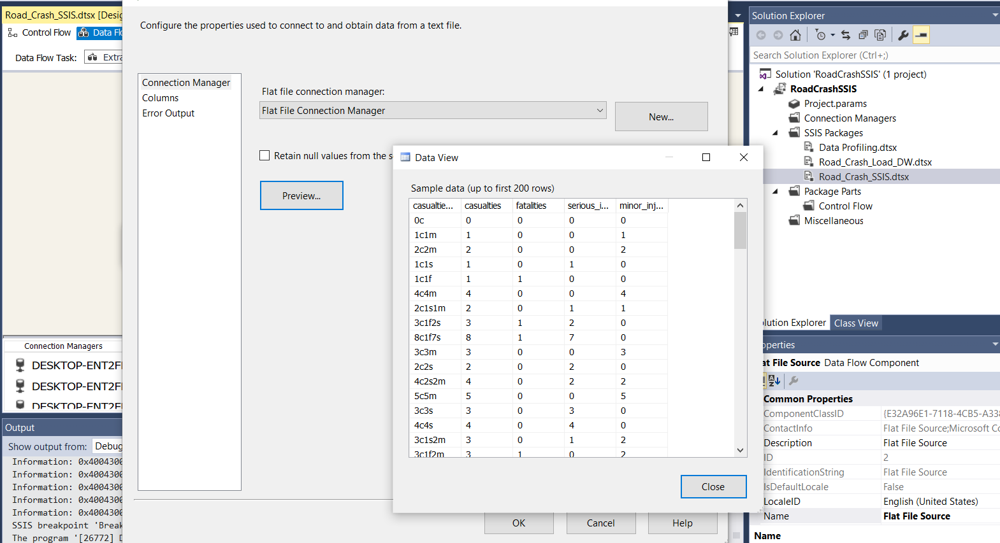 Road_Crash_SSIS.dtsx [Desig
Control Flow
Data Flo
Data Flow Task:
Extra
Connection Managers
DESKTOP-ENT2F
DESKTOP-ENT2F
DESKTOP-ENT2F
Output
Show output from: Debug
Information: 0x4004300
Information: 0x4004300
Information: 0x4004300
Information: 0x4004300
Information: 0x4004300
SSIS breakpoint 'Break
The program '[26772] D
Configure the properties used to connect to and obtain data from a text file.
Connection Manager
Columns
Error Output
Flat file connection manager:
Flat File Connection Manager
New...
Retain null values from the s
Preview...
OK
Cancel
Help
Data View
Sample data (up to first 200 rows)
casualtie... casualties fatalities serious_i... minor_inj...
0c 0 0 0 0
1c1m 1 0 0 1
2c2m 2 0 0 2
1c1s 1 0 1 0
1c1f 1 1 0 0
4c4m 4 0 0 4
2c1s1m 2 0 1 1
3c1f2s 3 1 2 0
8c1f7s 8 1 7 0
3c3m 3 0 0 3
2c2s 2 0 2 0
4c2s2m 4 0 2 2
5c5m 5 0 0 5
3c3s 3 0 3 0
4c4s 4 0 4 0
3c1s2m 3 0 1 2
3c1f2m 3 1 0 2
Close
Solution Explorer
Search Solution Explorer (Ctrl+;)
Solution 'RoadCrashSSIS' (1 project)
RoadCrashSSIS
Project.params
Connection Managers
SSIS Packages
Data Profiling.dtsx
Road_Crash_Load_DW.dtsx
Road_Crash_SSIS.dtsx
Package Parts
Control Flow
Miscellaneous
olution Explorer
Class View
operties
at File Source Data Flow Component
Common Properties
ComponentClassID {E32A96E1-7118-4CB5-A338
ContactInfo Flat File Source;Microsoft Co
Description Flat File Source
ID 2
IdentificationString Flat File Source
IsDefaultLocale False
LocaleID English (United States)
Name Flat File Source
Name